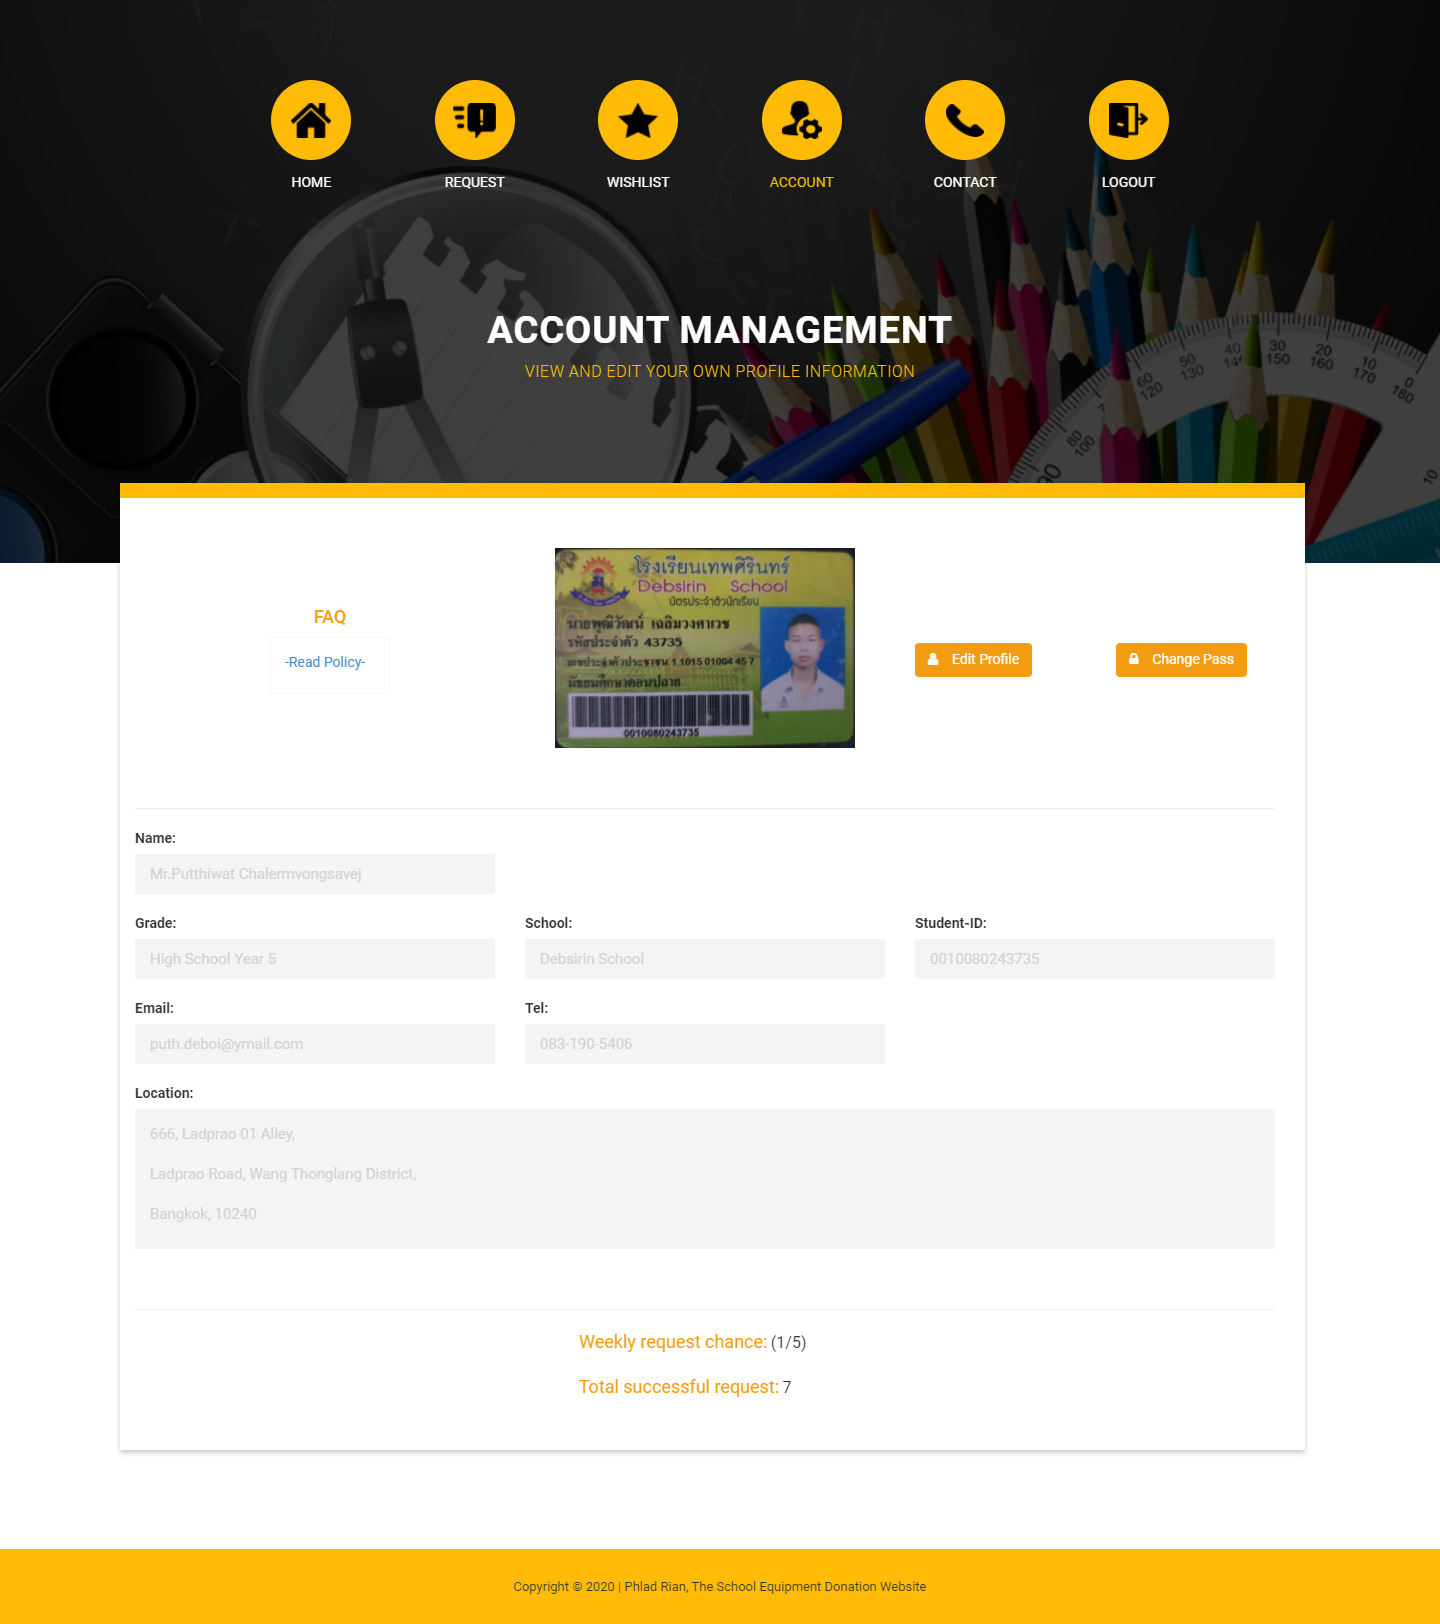 HOME REQUEST WISHLIST ACCOUNT CONTACT LOGOUT
ACCOUNT MANAGEMENT
VIEW AND EDIT YOUR OWN PROFILE INFORMATION
FAQ
-Read Policy-
โรงเรียนเทพศิรินทร์
Debsirin School
บัตรประจำตัวนักเรียน
นายพุฒิวัฒน์ เฉลิมวงศาเวช
รหัสประจำตัว 43735
เลขประจำตัวประชาชน 1 1015 01004 45 7
มัธยมศึกษาตอนปลาย
0010080243735
Edit Profile Change Pass
Name:
Mr.Putthiwat Chalermvongsavej
Grade: School: Student-ID:
High School Year 5 Debsirin School 0010080243735
Email: Tel:
puth.deboi@ymail.com 083-190-5406
Location:
666, Ladprao 01 Alley,
Ladprao Road, Wang Thonglang District,
Bangkok, 10240
Weekly request chance: (1/5)
Total successful request: 7
Copyright © 2020 | Phlad Rian, The School Equipment Donation Website